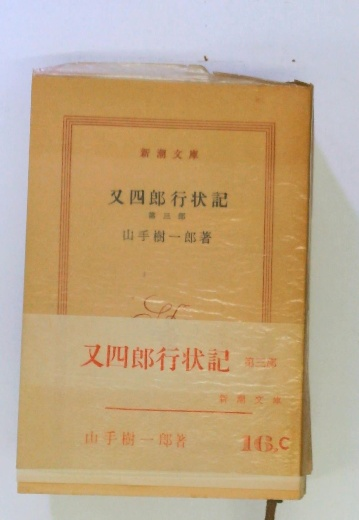 新潮文庫
又四郎行状記
第三部
山手樹一郎著
又四郎行状記 第三部
新潮文庫
山手樹一郎著 16.C